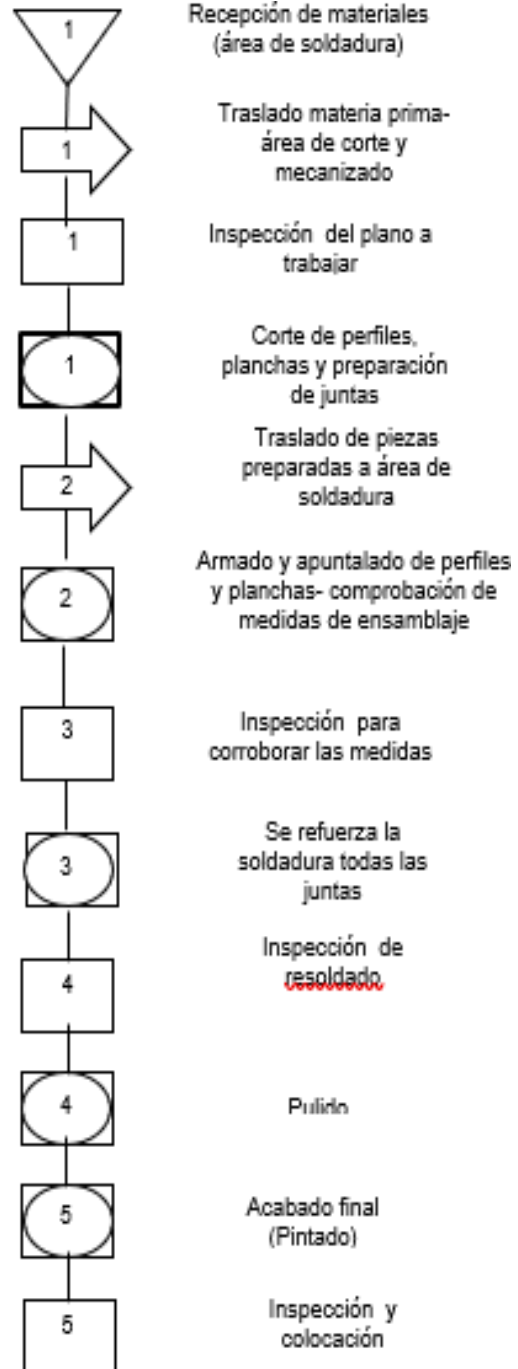 1
Recepción de materiales
(área de soldadura)
1
Traslado materia prima-
área de corte y
mecanizado
1
Inspección del plano a
trabajar
1
Corte de perfiles,
planchas y preparación
de juntas
2
Traslado de piezas
preparadas a área de
soldadura
2
Armado y apuntalado de perfiles
y planchas- comprobación de
medidas de ensamblaje
3
Inspección para
corroborar las medidas
3
Se refuerza la
soldadura todas las
juntas
4
Inspección de
resoldado.
4
Pulido
5
Acabado final
(Pintado)
5
Inspección y
colocación